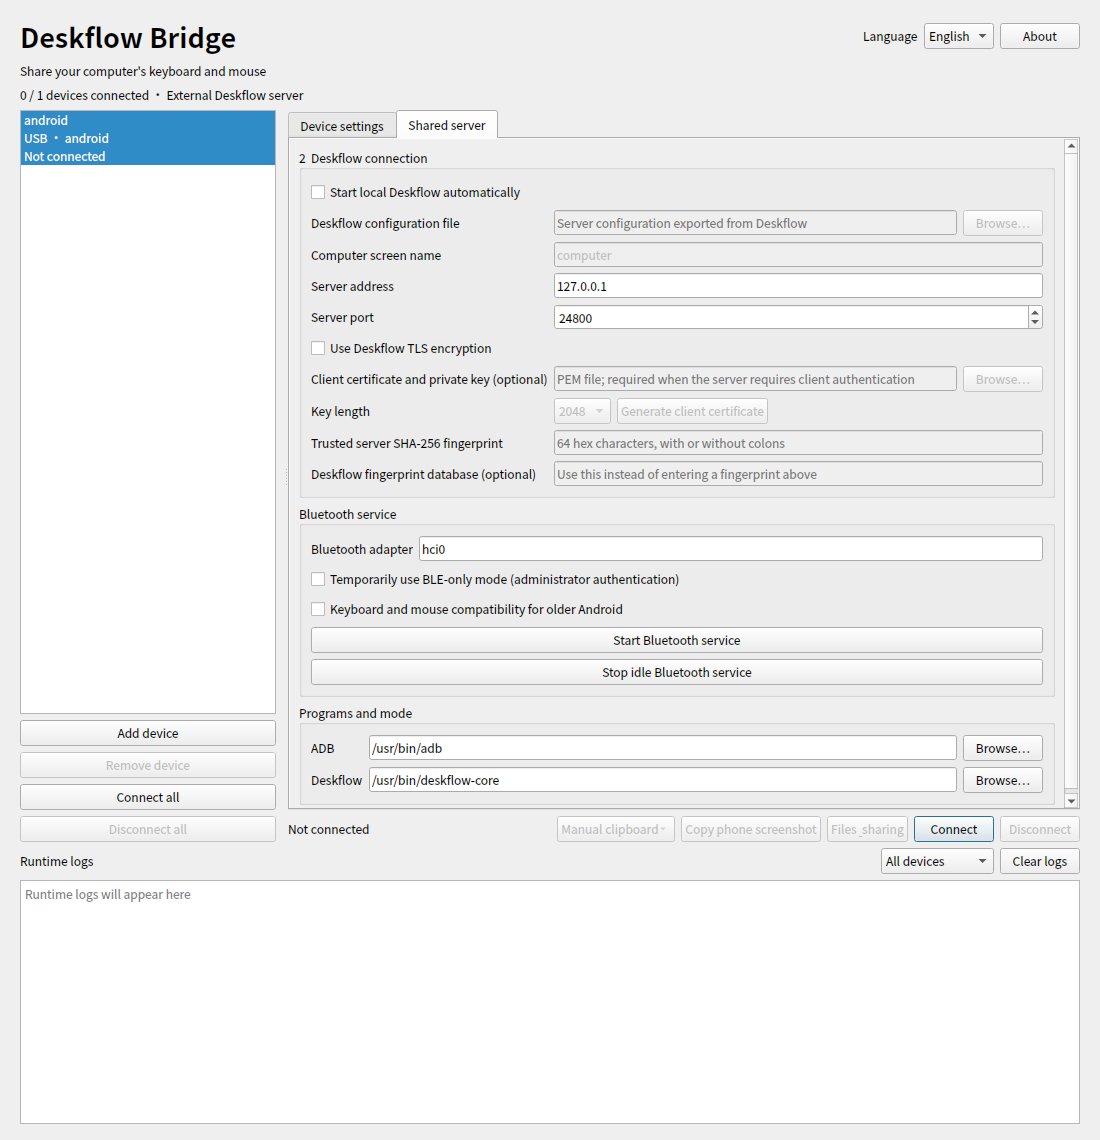 Deskflow Bridge
Language English About
Share your computer's keyboard and mouse
0 / 1 devices connected · External Deskflow server
android
USB · android
Not connected
Add device
Remove device
Connect all
Disconnect all
Device settings Shared server
2 Deskflow connection
Start local Deskflow automatically
Deskflow configuration file Server configuration exported from Deskflow Browse...
Computer screen name computer
Server address 127.0.0.1
Server port 24800
Use Deskflow TLS encryption
Client certificate and private key (optional) PEM file; required when the server requires client authentication Browse...
Key length 2048 Generate client certificate
Trusted server SHA-256 fingerprint 64 hex characters, with or without colons
Deskflow fingerprint database (optional) Use this instead of entering a fingerprint above
Bluetooth service
Bluetooth adapter hci0
Temporarily use BLE-only mode (administrator authentication)
Keyboard and mouse compatibility for older Android
Start Bluetooth service
Stop idle Bluetooth service
Programs and mode
ADB /usr/bin/adb Browse...
Deskflow /usr/bin/deskflow-core Browse...
Not connected Manual clipboard Copy phone screenshot Files_sharing Connect Disconnect
Runtime logs All devices Clear logs
Runtime logs will appear here